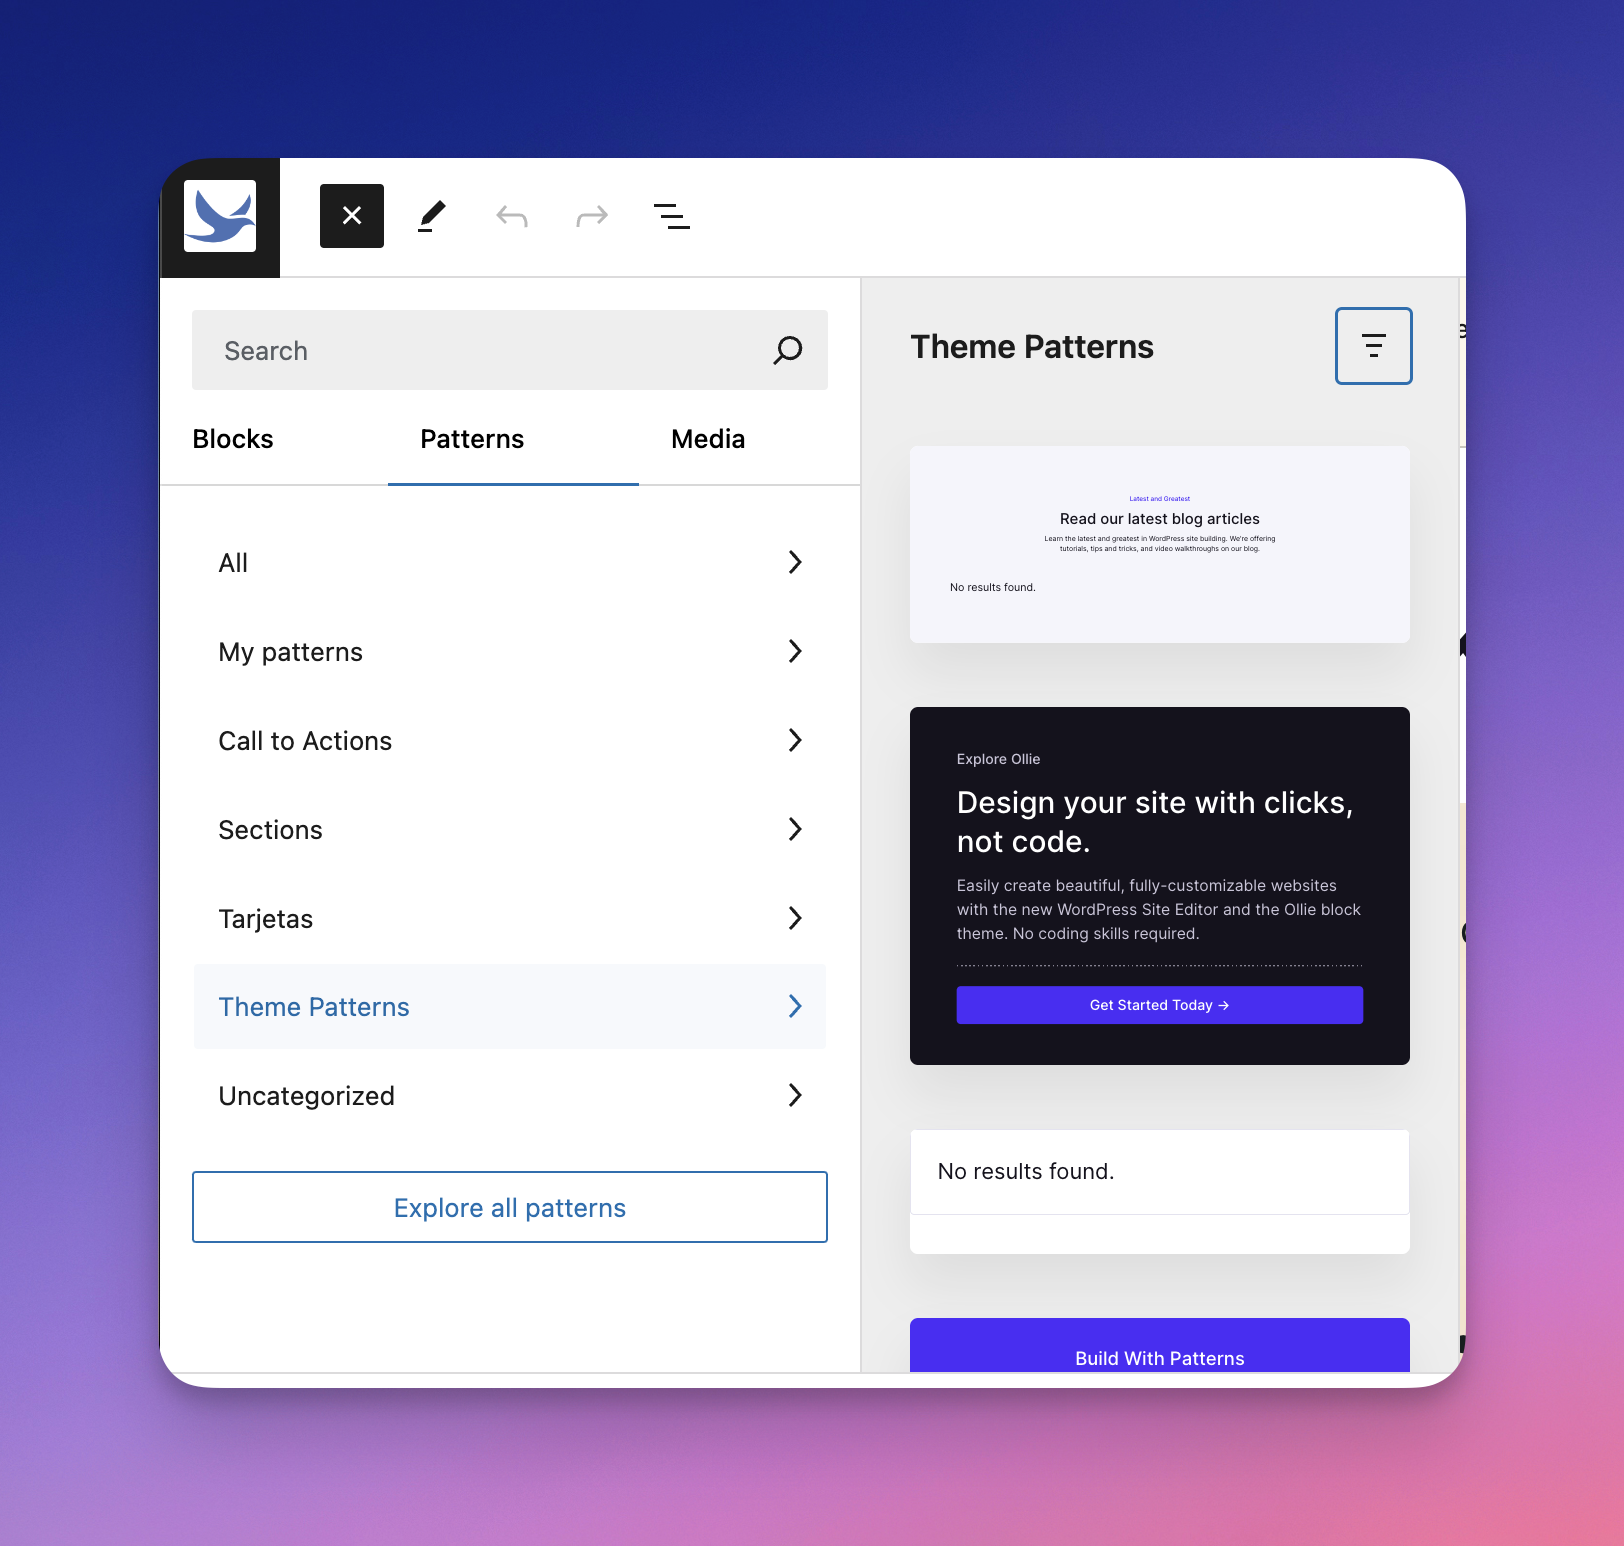 Search
Blocks
Patterns
Media
All
My patterns
Call to Actions
Sections
Tarjetas
Theme Patterns
Uncategorized
Explore all patterns
Theme Patterns
Latest and Greatest
Read our latest blog articles
Learn the latest and greatest in WordPress site building. We're offering
tutorials, tips and tricks, and video walkthroughs on our blog.
No results found.
Explore Ollie
Design your site with clicks,
not code.
Easily create beautiful, fully-customizable websites
with the new WordPress Site Editor and the Ollie block
theme. No coding skills required.
Get Started Today →
No results found.
Build With Patterns